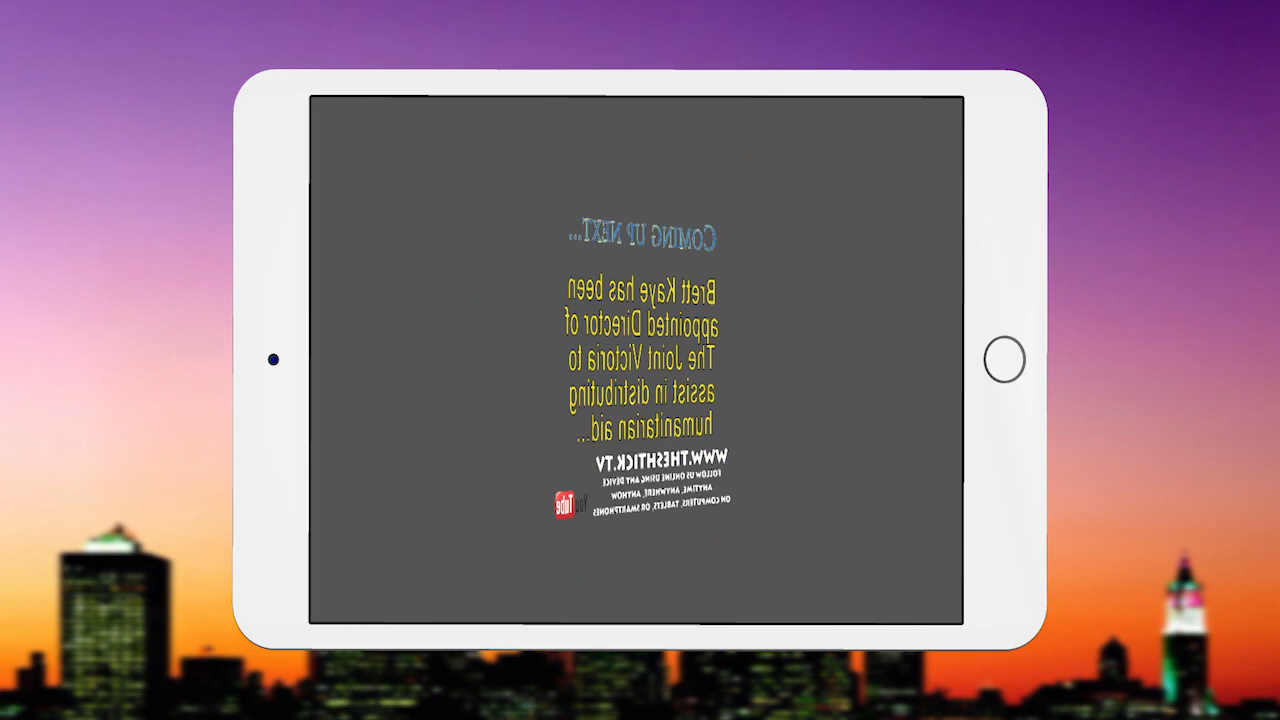 Coming up next...
Brett Kaye has been
appointed Director of
The Joint Victoria to
assist in distributing
humanitarian aid...
WWW.THESHTICK.TV
FOLLOW US ONLINE USING ANY DEVICE
ANYTIME, ANYWHERE, ANYHOW
ON COMPUTERS, TABLETS, OR SMARTPHONES
YouTube